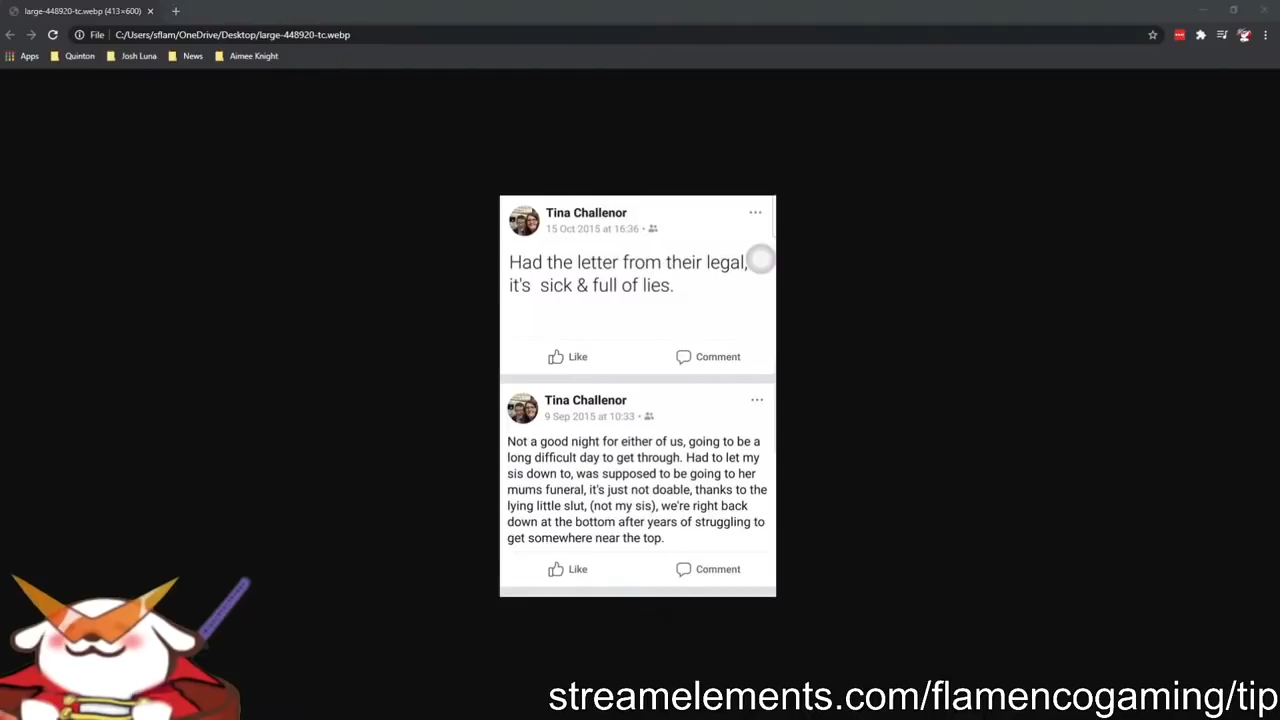 large-448920-tc.webp (413×600)
File
C:/Users/sflam/OneDrive/Desktop/large-448920-tc.webp
Apps
Quinton
Josh Luna
News
Aimee Knight
Tina Challenor
15 Oct 2015 at 16:36 ·
Had the letter from their legal,
it's sick & full of lies.
Like
Comment
Tina Challenor
9 Sep 2015 at 10:33 ·
Not a good night for either of us, going to be a
long difficult day to get through. Had to let my
sis down to, was supposed to be going to her
mums funeral, it's just not doable, thanks to the
lying little slut, (not my sis), we're right back
down at the bottom after years of struggling to
get somewhere near the top.
Like
Comment
streamelements.com/flamencogaming/tip